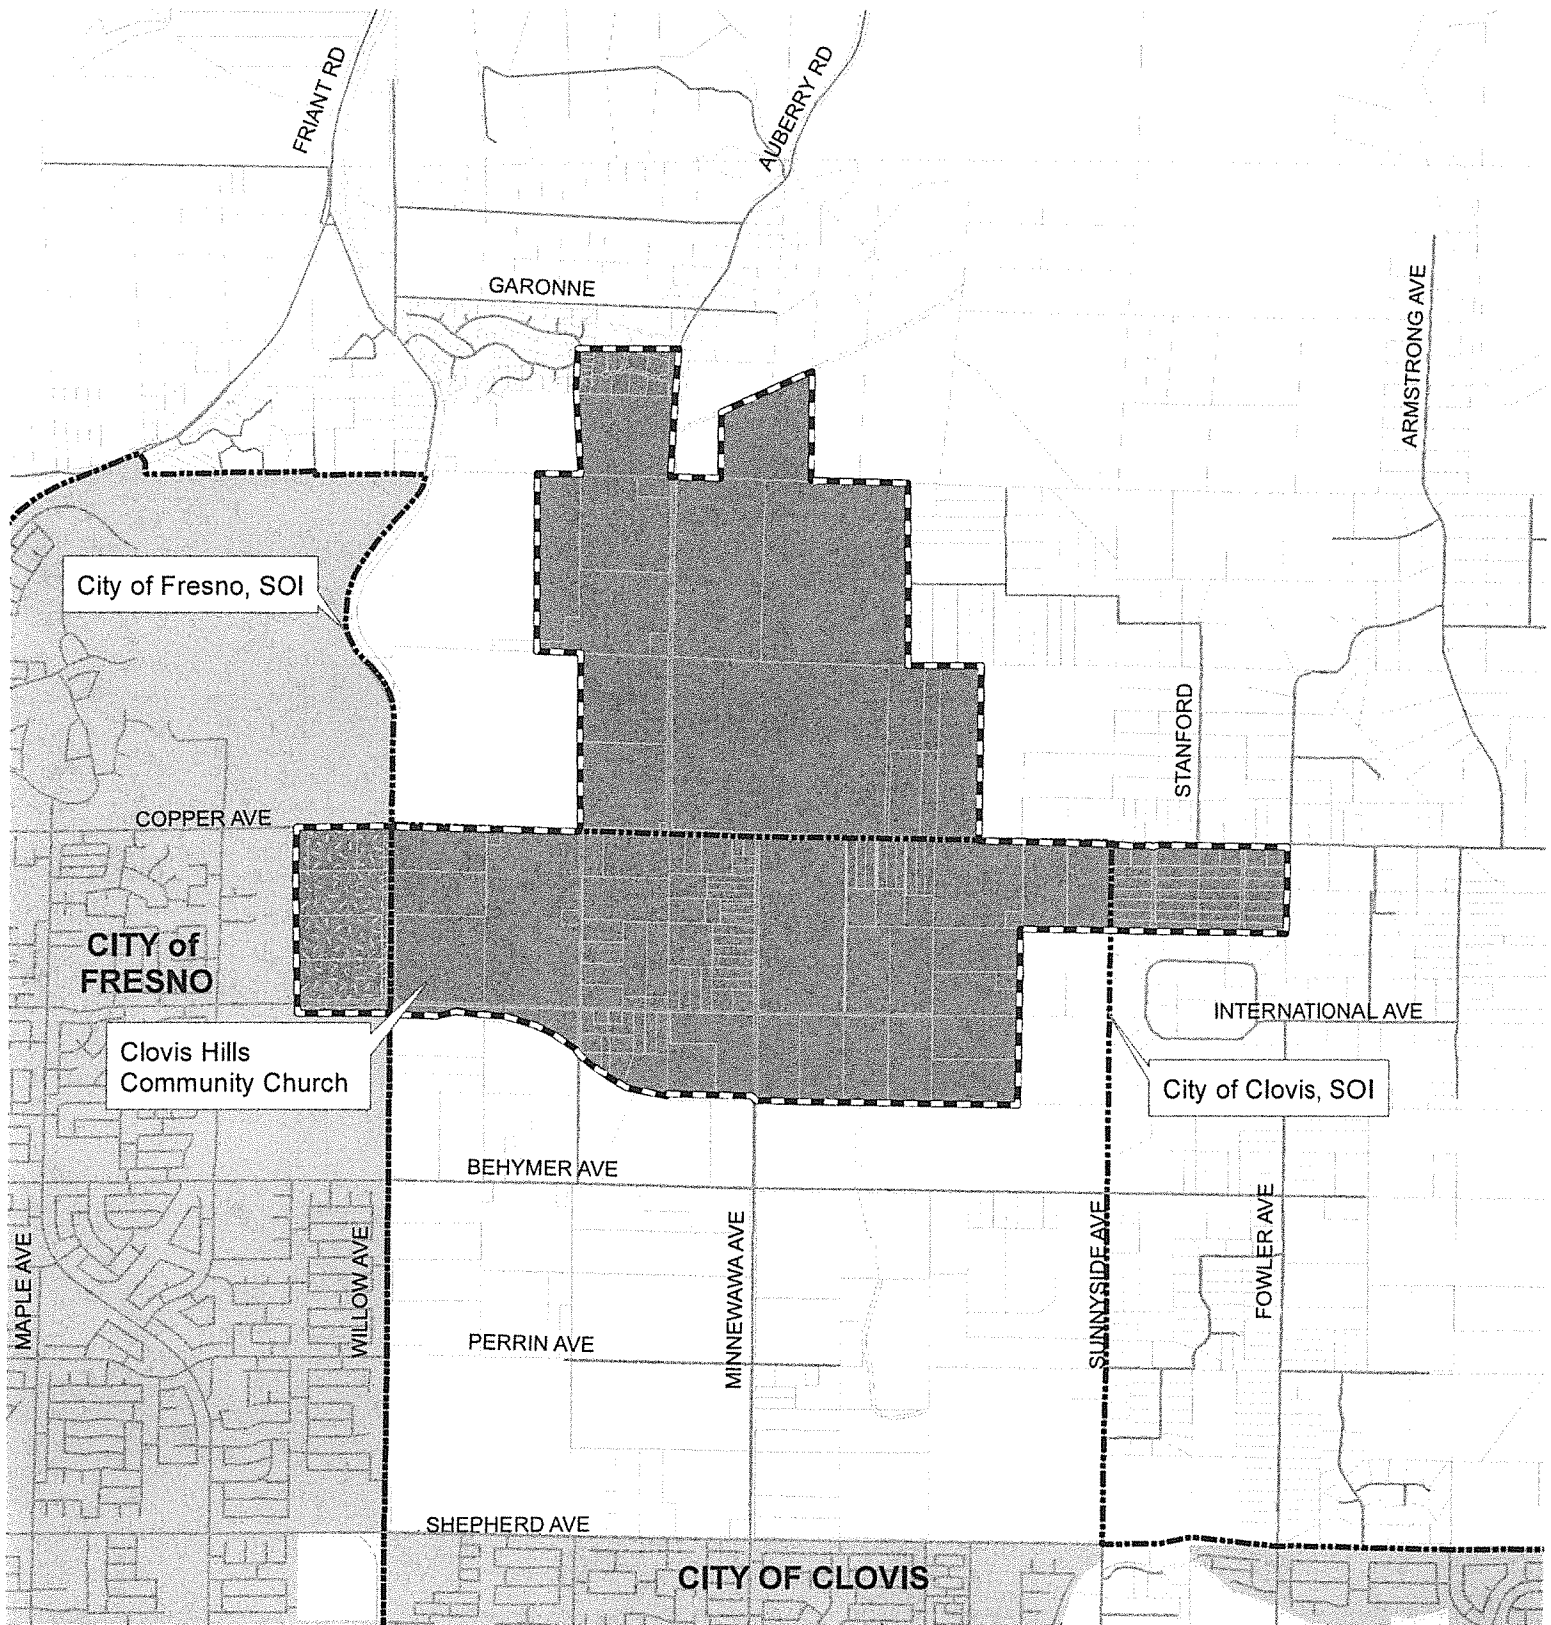 FRIANT RD
AUBERRY RD
GARONNE
ARMSTRONG AVE
City of Fresno, SOI
STANFORD
COPPER AVE
CITY of
FRESNO
INTERNATIONAL AVE
Clovis Hills
Community Church
City of Clovis, SOI
BEHYMER AVE
MAPLE AVE
WILLOW AVE
MINNEWAWA AVE
SUNNYSIDE AVE
FOWLER AVE
PERRIN AVE
SHEPHERD AVE
CITY OF CLOVIS